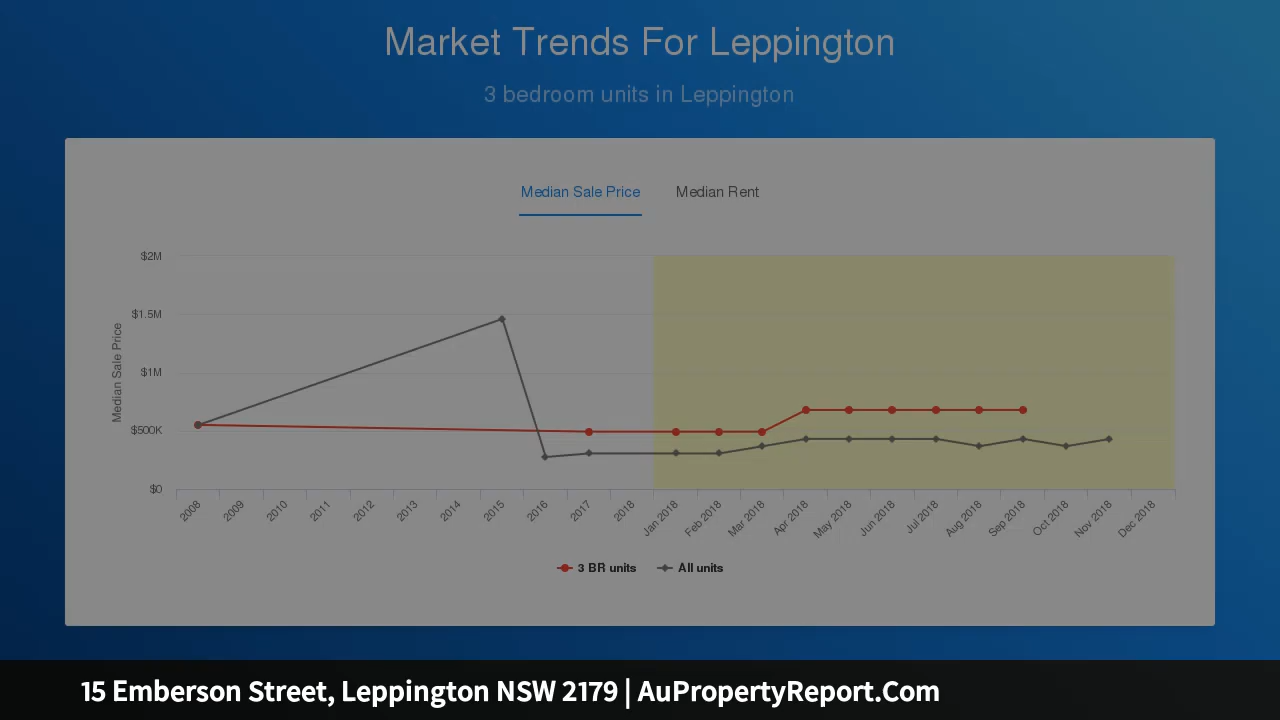 Market Trends For Leppington
3 bedroom units in Leppington
Median Sale Price Median Rent
$2M
$1.5M
$1M
$500K
$0
Median Sale Price
2008 2009 2010 2011 2012 2013 2014 2015 2016 2017 2018 Jan 2018 Feb 2018 Mar 2018 Apr 2018 May 2018 Jun 2018 Jul 2018 Aug 2018 Sep 2018 Oct 2018 Nov 2018 Dec 2018
3 BR units All units
15 Emberson Street, Leppington NSW 2179 | AuPropertyReport.Com